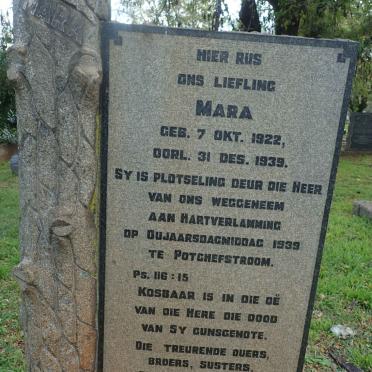 HIER RUS
ONS LIEFLING
MARA
GEB. 7 OKT. 1922,
OORL. 31 DES. 1939.
SY IS PLOTSELING DEUR DIE HEER
VAN ONS WEGGENEEM
AAN HARTVERLAMMING
OP OUJAARSDAGMIDDAG 1939
TE POTCHEFSTROOM.
PS. 116:15
KOSBAAR IS IN DIE OË
VAN DIE HERE DIE DOOD
VAN SY GUNSGENOTE.
DIE TREURENDE OUERS,
BROERS, SUSTERS,